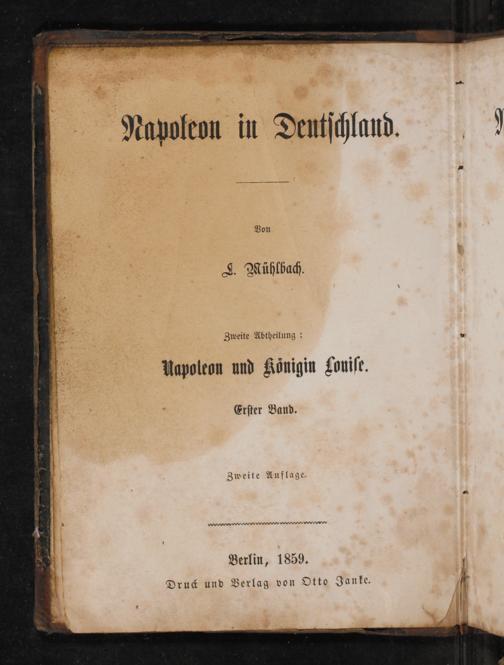 Napoleon in Deutschland.
Von
L. Mühlbach.
Zweite Abtheilung:
Napoleon und Königin Louise.
Erster Band.
Zweite Auflage.
Berlin, 1859.
Druck und Verlag von Otto Janke.